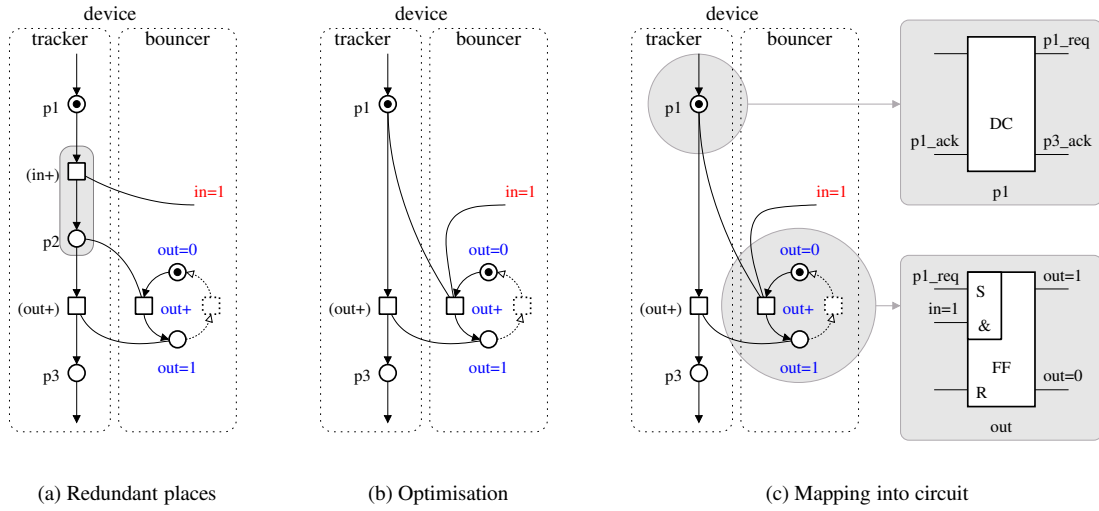 device
tracker bouncer
p1
(in+)
in=1
p2
out=0
(out+)
out+
out=1
p3
(a) Redundant places
device
tracker bouncer
p1
in=1
out=0
(out+)
out+
out=1
p3
(b) Optimisation
device
tracker bouncer
p1
in=1
out=0
(out+)
out+
out=1
p3
p1_req
DC
p1_ack
p3_ack
p1
p1_req
S
out=1
in=1
&
FF
out=0
R
out
(c) Mapping into circuit